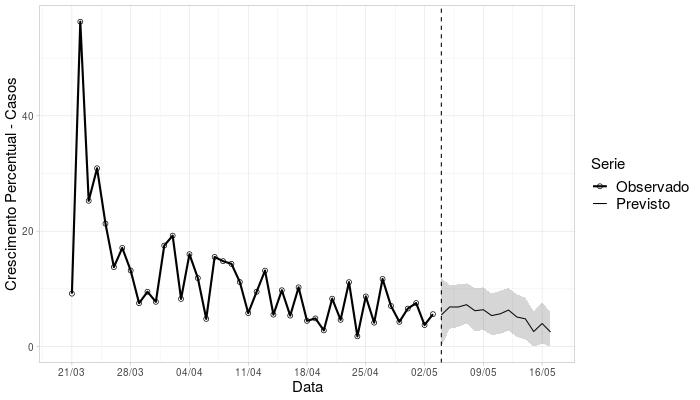 Crescimento Percentual - Casos
40
20
0
21/03 28/03 04/04 11/04 18/04 25/04 02/05 09/05 16/05
Data
Serie
Observado
Previsto